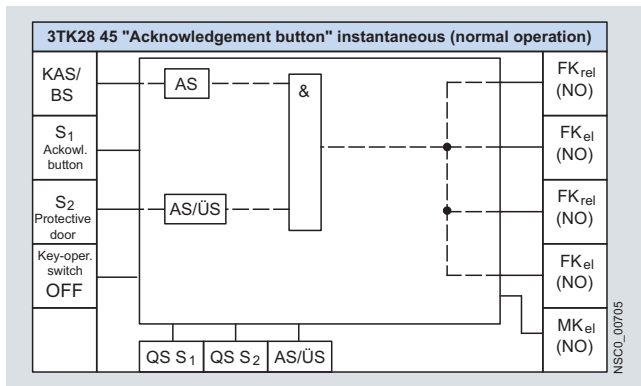 3TK28 45 "Acknowledgement button" instantaneous (normal operation)
KAS/
BS
S1
Ackowl.
button
S2
Protective
door
Key-oper.
switch
OFF
AS
&
AS/ÜS
QS S1
QS S2
AS/ÜS
FKrel
(NO)
FKel
(NO)
FKrel
(NO)
FKel
(NO)
MKel
(NO)
NSC0_00705